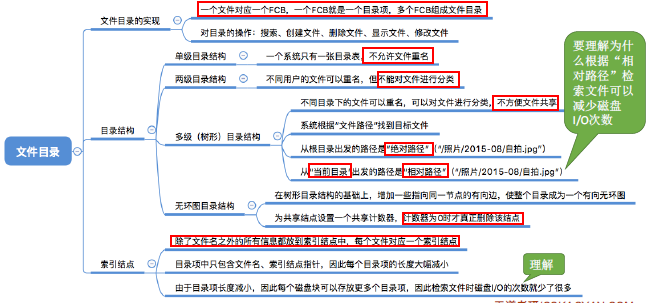 文件目录
文件目录的实现
一个文件对应一个FCB，一个FCB就是一个目录项，多个FCB组成文件目录
对目录的操作：搜索、创建文件、删除文件、显示文件、修改文件
目录结构
单级目录结构
一个系统只有一张目录表，不允许文件重名
两级目录结构
不同用户的文件可以重名，但不能对文件进行分类
多级（树形）目录结构
不同目录下的文件可以重名，可以对文件进行分类，不方便文件共享
系统根据“文件路径”找到目标文件
从根目录出发的路径是“绝对路径”（“/照片/2015-08/自拍.jpg”）
从“当前目录”出发的路径是“相对路径”（“/照片/2015-08/自拍.jpg”）
无环图目录结构
在树形目录结构的基础上，增加一些指向同一节点的有向边，使整个目录成为一个有向无环图
为共享结点设置一个共享计数器，计数器为0时才真正删除该结点
索引结点
除了文件名之外的所有信息都放到索引结点中，每个文件对应一个索引结点
目录项中只包含文件名、索引结点指针，因此每个目录项的长度大幅减小
由于目录项长度减小，因此每个磁盘块可以存放更多个目录项，因此检索文件时磁盘I/O的次数就少了很多
要理解为什
么根据“相
对路径”检
索文件可以
减少磁盘
I/O次数
理解